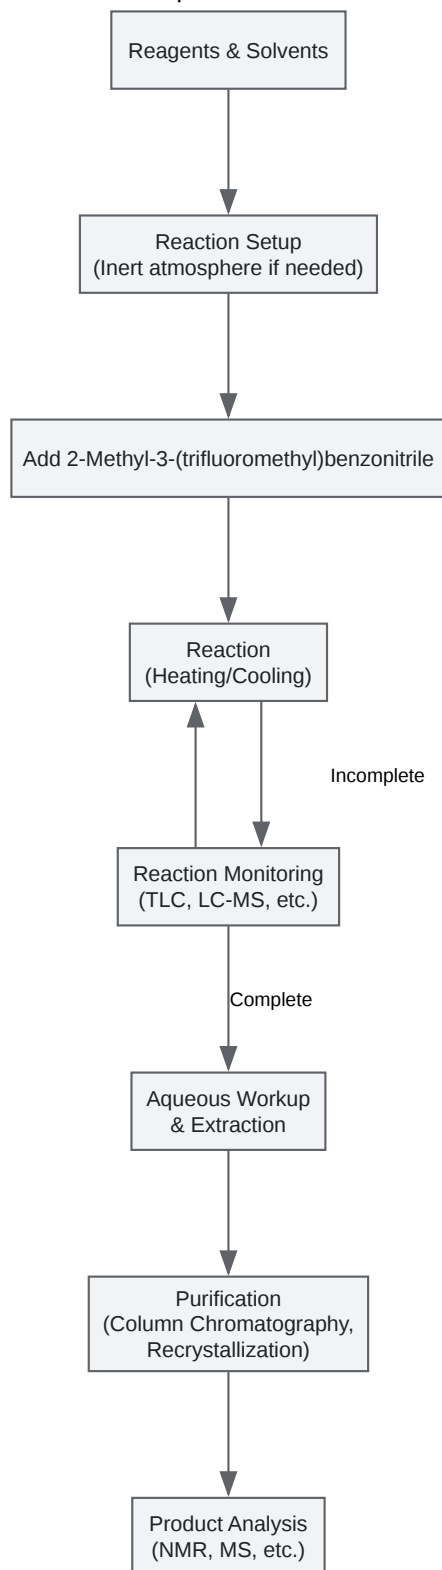 Reagents & Solvents
Reaction Setup
(Inert atmosphere if needed)
Add 2-Methyl-3-(trifluoromethyl)benzonitrile
Reaction
(Heating/Cooling)
Incomplete
Reaction Monitoring
(TLC, LC-MS, etc.)
Complete
Aqueous Workup
& Extraction
Purification
(Column Chromatography,
Recrystallization)
Product Analysis
(NMR, MS, etc.)